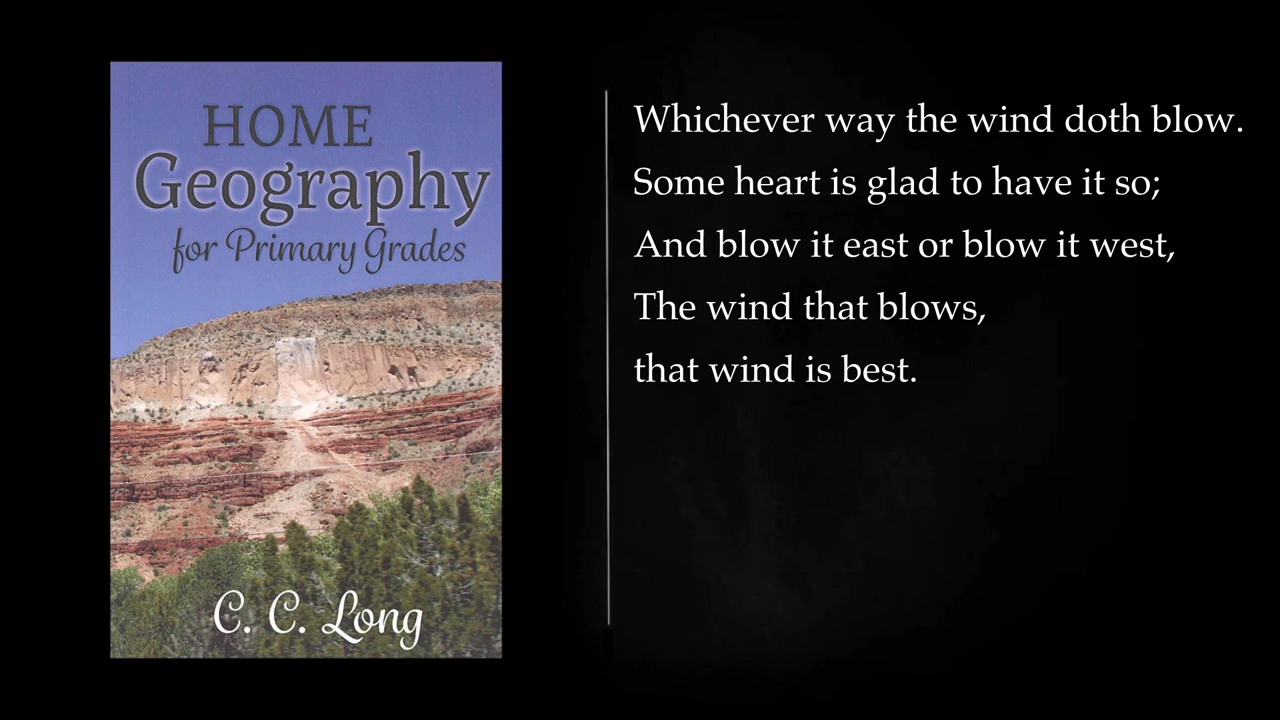 HOME
Geography
for Primary Grades
C. C. Long
Whichever way the wind doth blow.
Some heart is glad to have it so;
And blow it east or blow it west,
The wind that blows,
that wind is best.